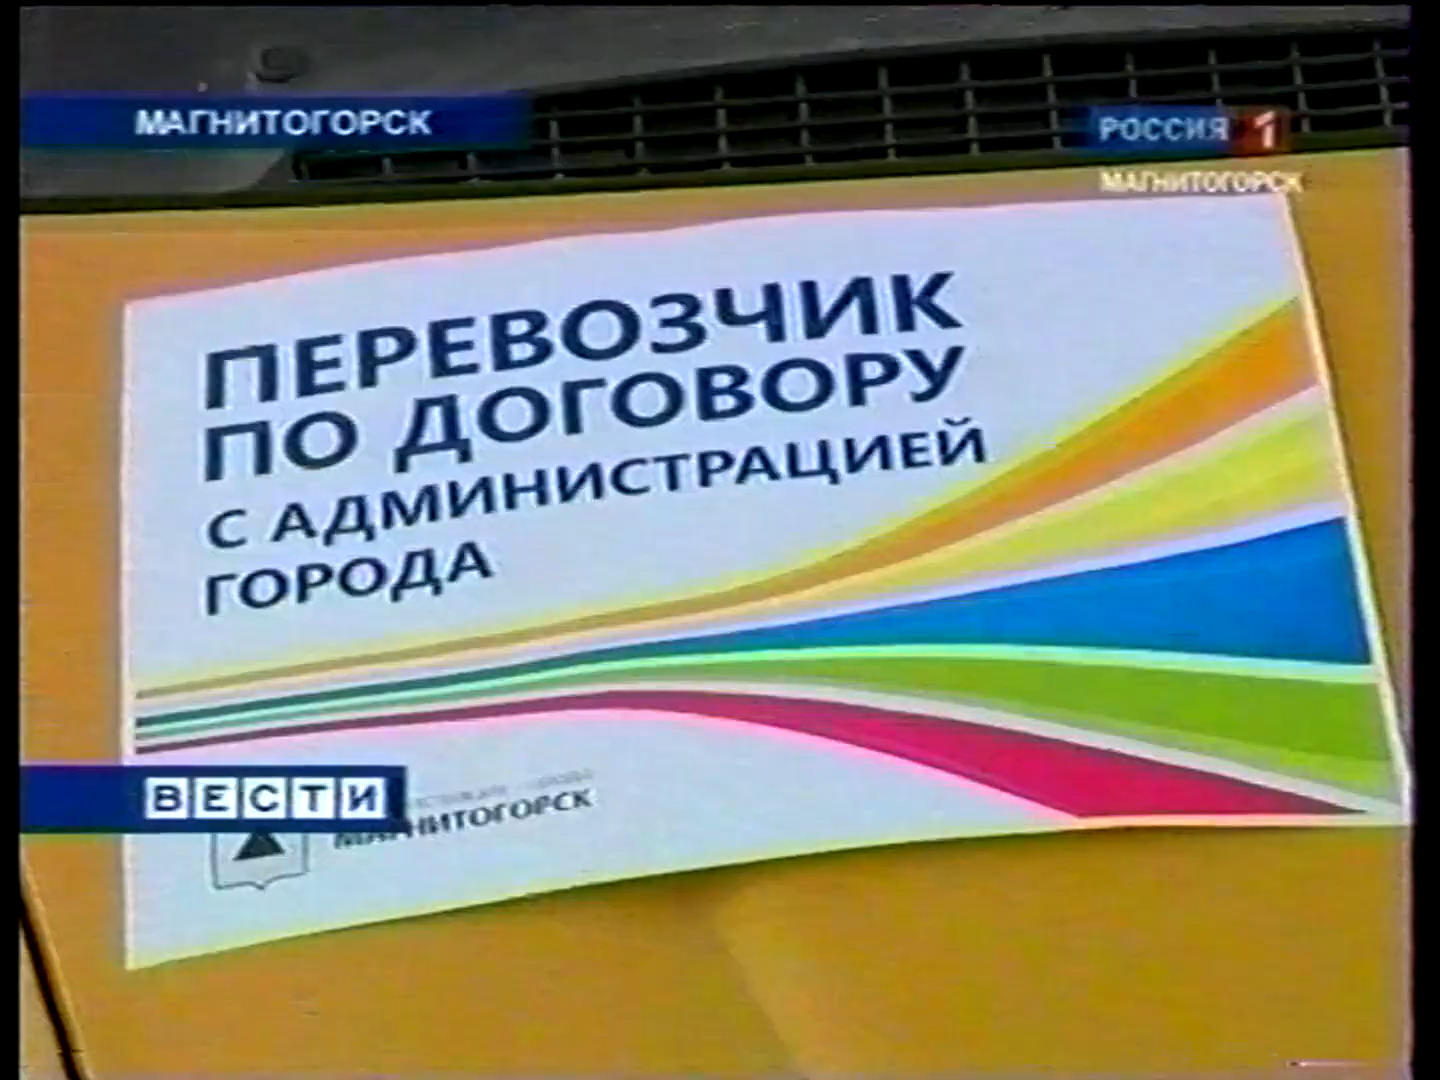 МАГНИТОГОРСК
РОССИЯ 1
МАГНИТОГОРСК
ПЕРЕВОЗЧИК
ПО ДОГОВОРУ
С АДМИНИСТРАЦИЕЙ
ГОРОДА
ВЕСТИ
МАГНИТОГОРСК